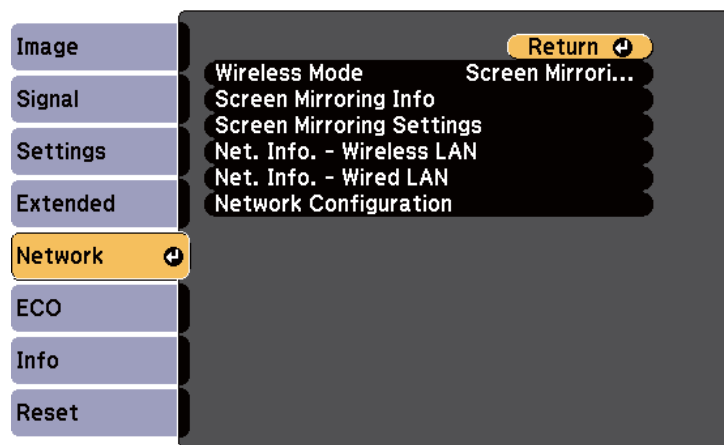 Image
Signal
Settings
Extended
Network
ECO
Info
Reset
Return
Wireless Mode Screen Mirrori...
Screen Mirroring Info
Screen Mirroring Settings
Net. Info. - Wireless LAN
Net. Info. - Wired LAN
Network Configuration